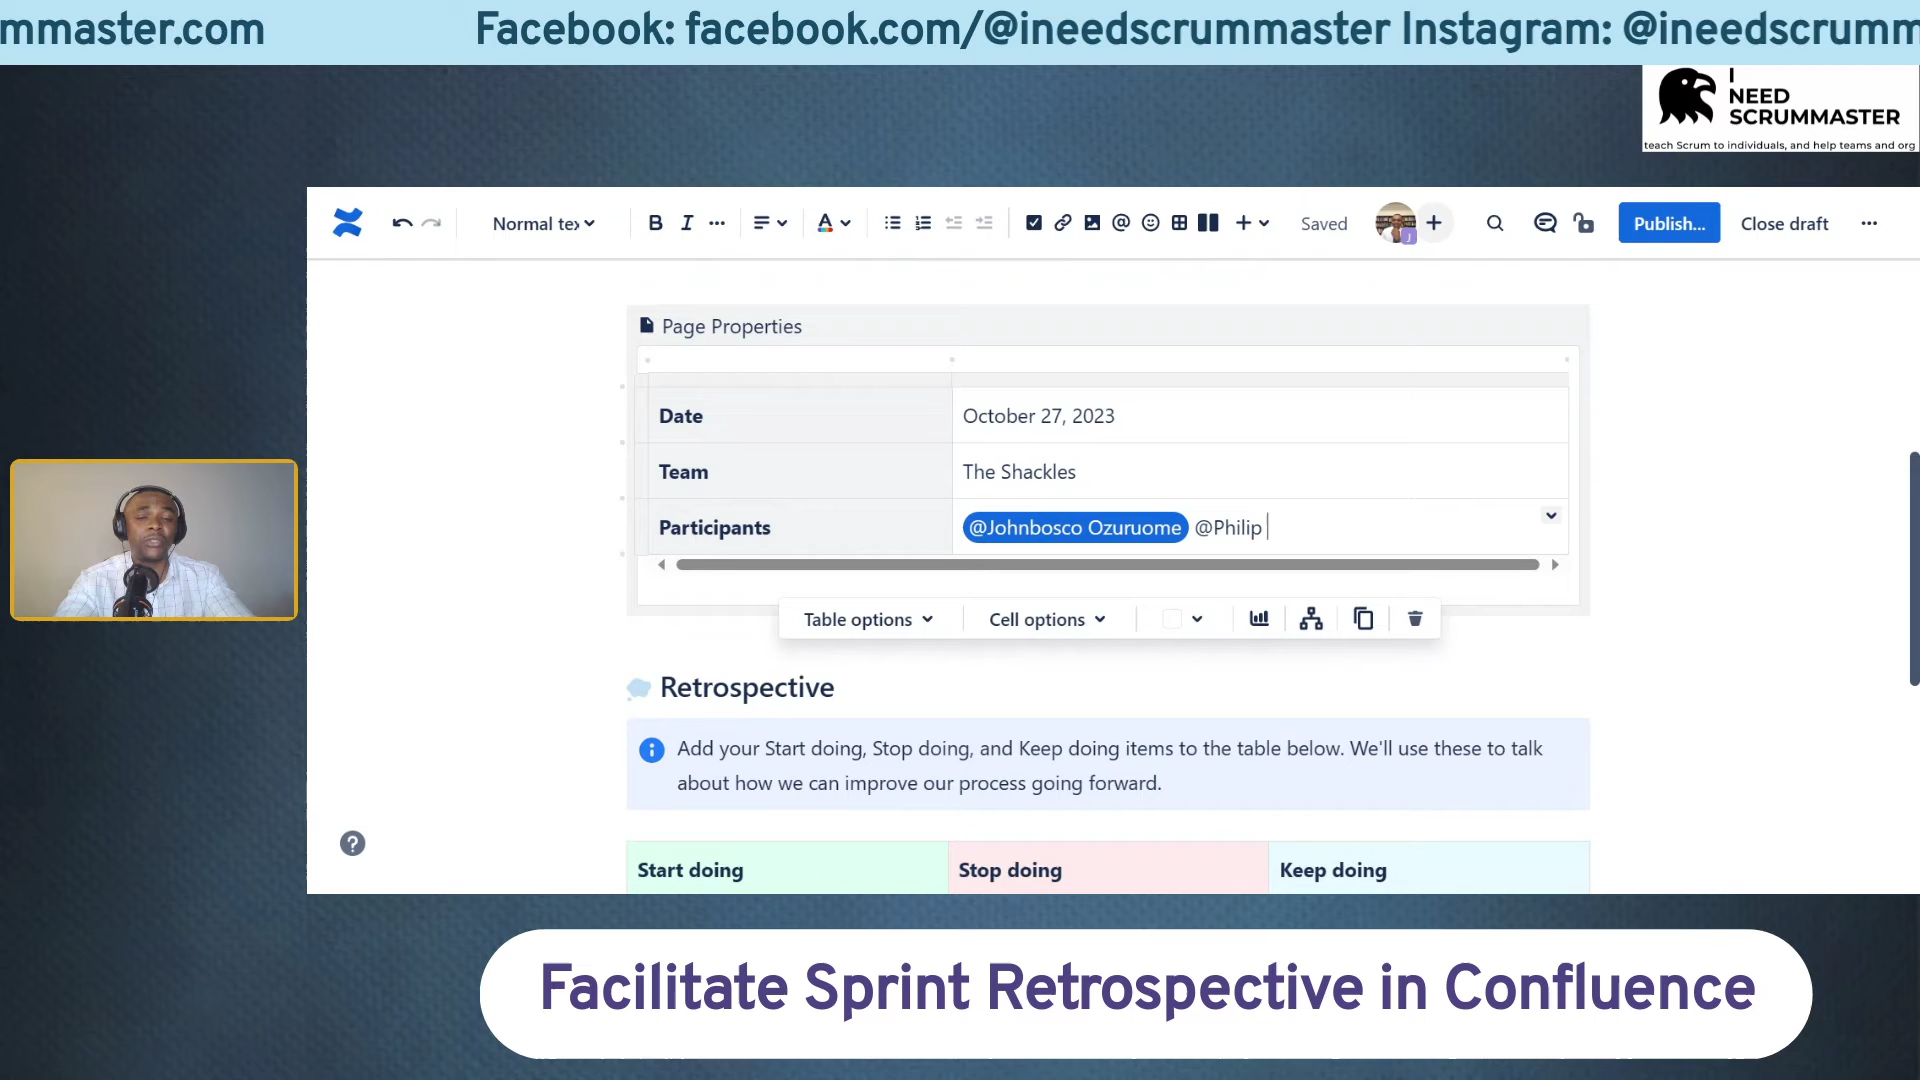 mmaster.com Facebook: facebook.com/@ineedscrummaster Instagram: @ineedscrumm
I
NEED
SCRUMMASTER
teach Scrum to individuals, and help teams and org
Normal tex B I A @ Saved J Publish... Close draft
Page Properties
Date October 27, 2023
Team The Shackles
Participants @Johnbosco Ozuruome @Philip
Table options Cell options
Retrospective
Add your Start doing, Stop doing, and Keep doing items to the table below. We'll use these to talk
about how we can improve our process going forward.
Start doing Stop doing Keep doing
Facilitate Sprint Retrospective in Confluence